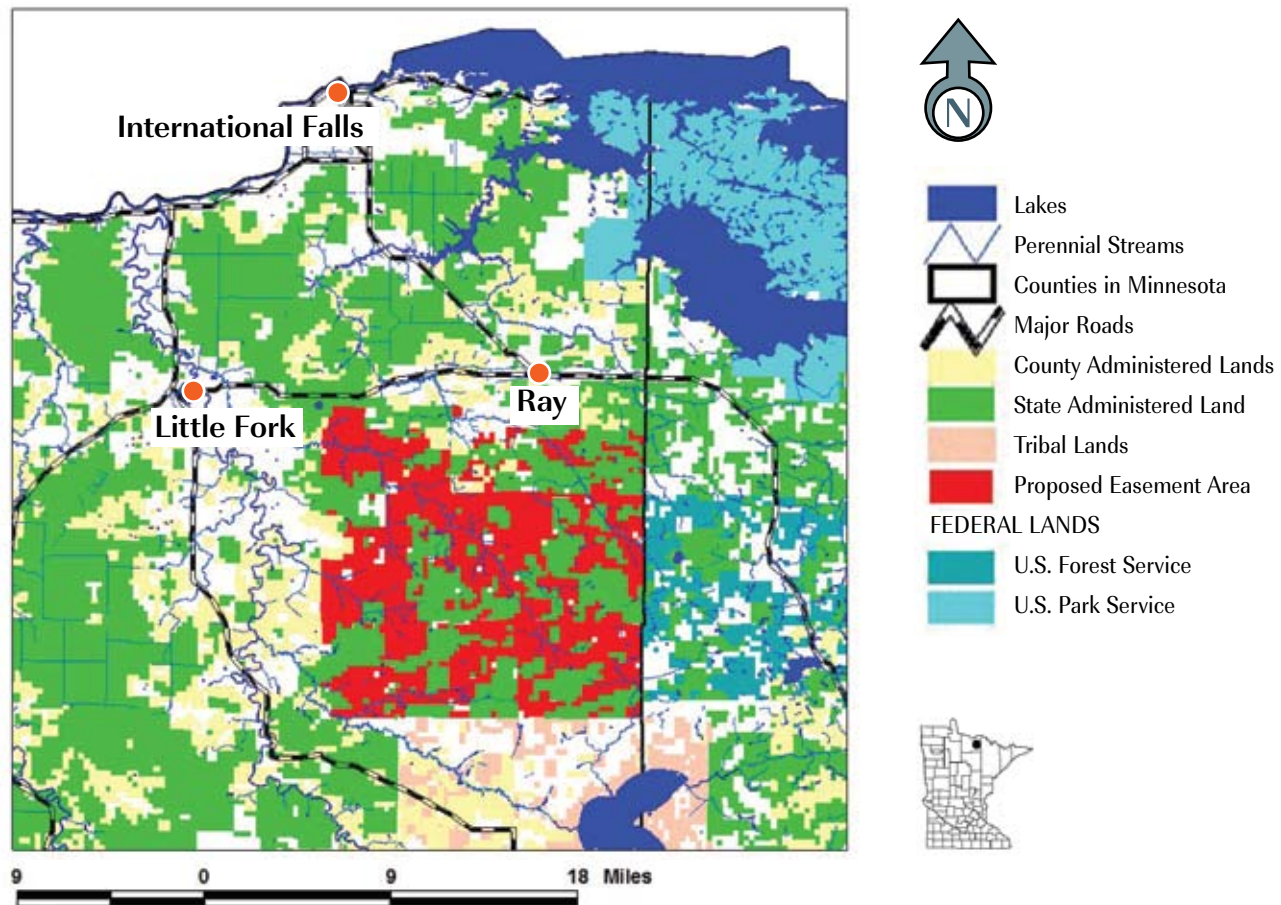 International Falls
Ray
Little Fork
N
Lakes
Perennial Streams
Counties in Minnesota
Major Roads
County Administered Lands
State Administered Land
Tribal Lands
Proposed Easement Area
FEDERAL LANDS
U.S. Forest Service
U.S. Park Service
9 0 9 18 Miles